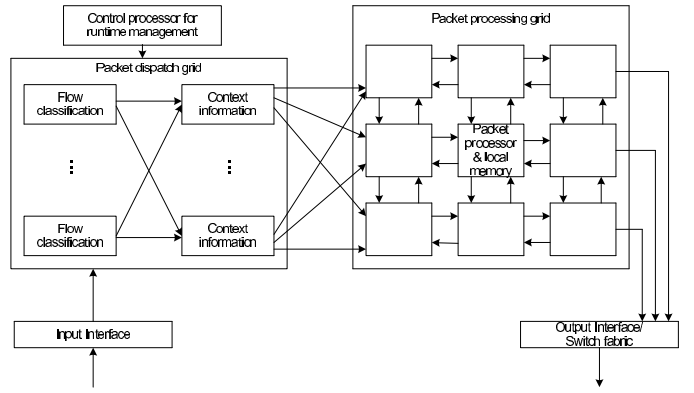 Control processor for
runtime management
Packet processing grid
Packet dispatch grid
Flow
classification
Context
information
Packet
processor
& local
memory
Flow
classification
Context
information
Input Interface
Output Interface/
Switch fabric